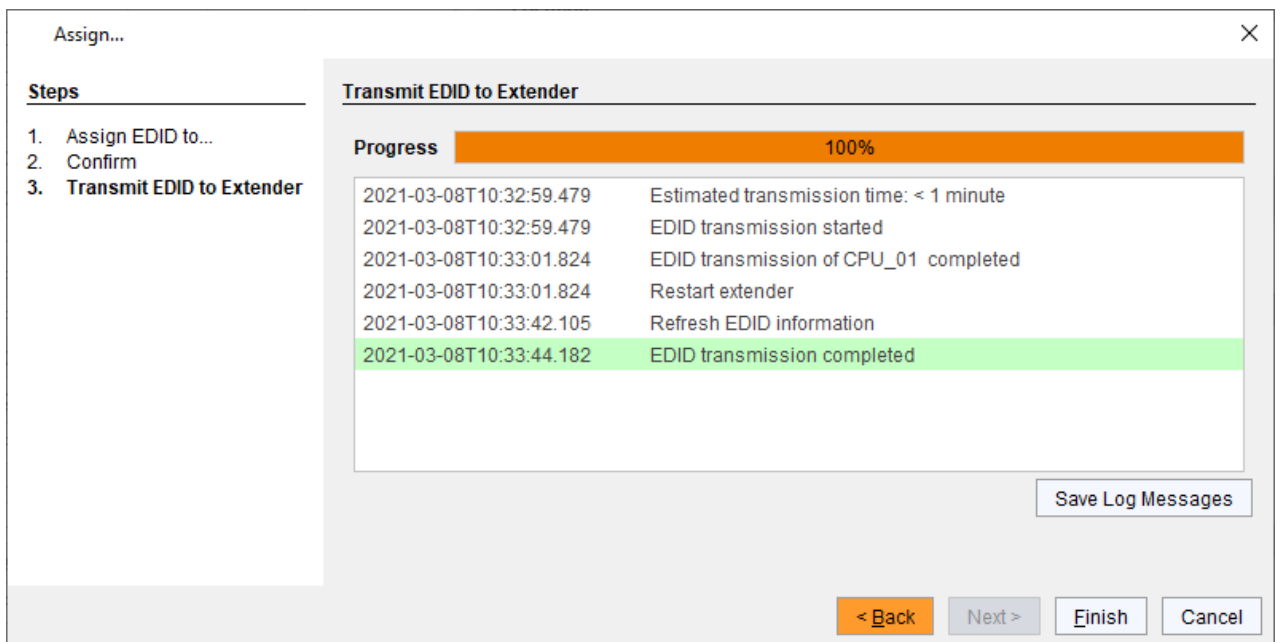 Assign...
Steps
1. Assign EDID to...
2. Confirm
3. Transmit EDID to Extender
Transmit EDID to Extender
Progress 100%
2021-03-08T10:32:59.479 Estimated transmission time: < 1 minute
2021-03-08T10:32:59.479 EDID transmission started
2021-03-08T10:33:01.824 EDID transmission of CPU_01 completed
2021-03-08T10:33:01.824 Restart extender
2021-03-08T10:33:42.105 Refresh EDID information
2021-03-08T10:33:44.182 EDID transmission completed
Save Log Messages
< Back Next > Finish Cancel